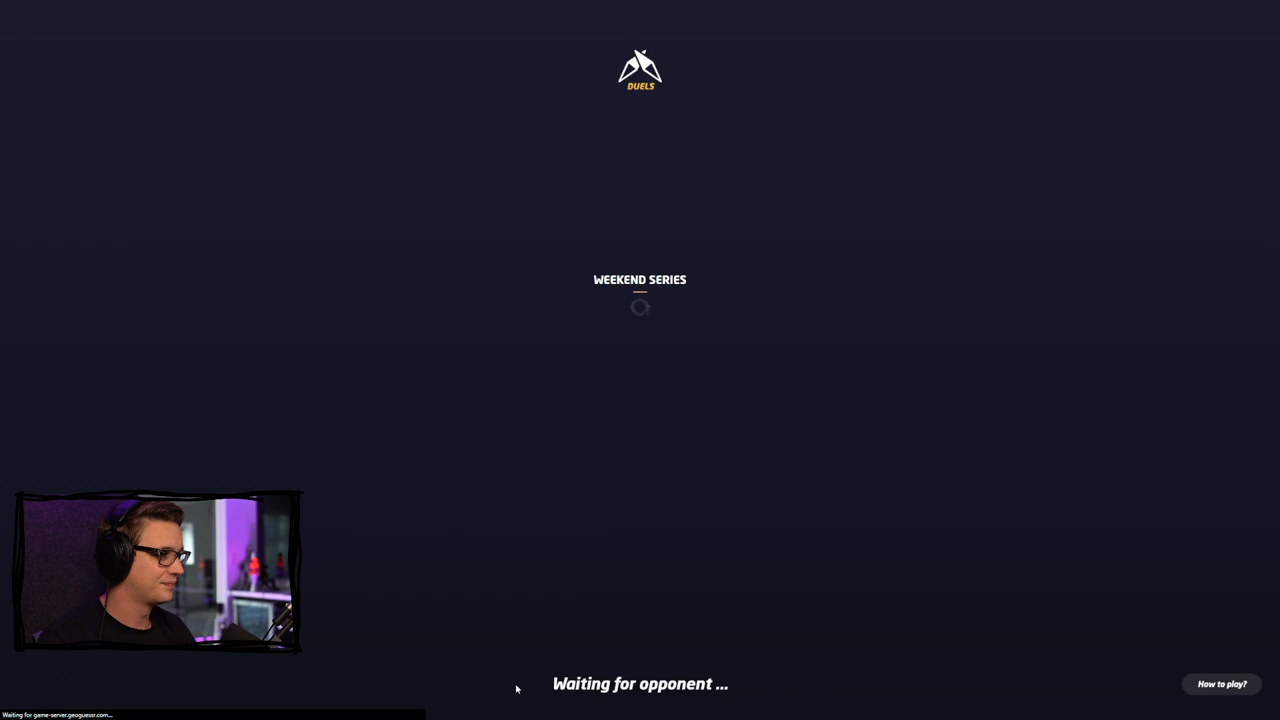 DUELS
WEEKEND SERIES
Waiting for opponent ...
How to play?
Waiting for game-server.geoguessr.com...